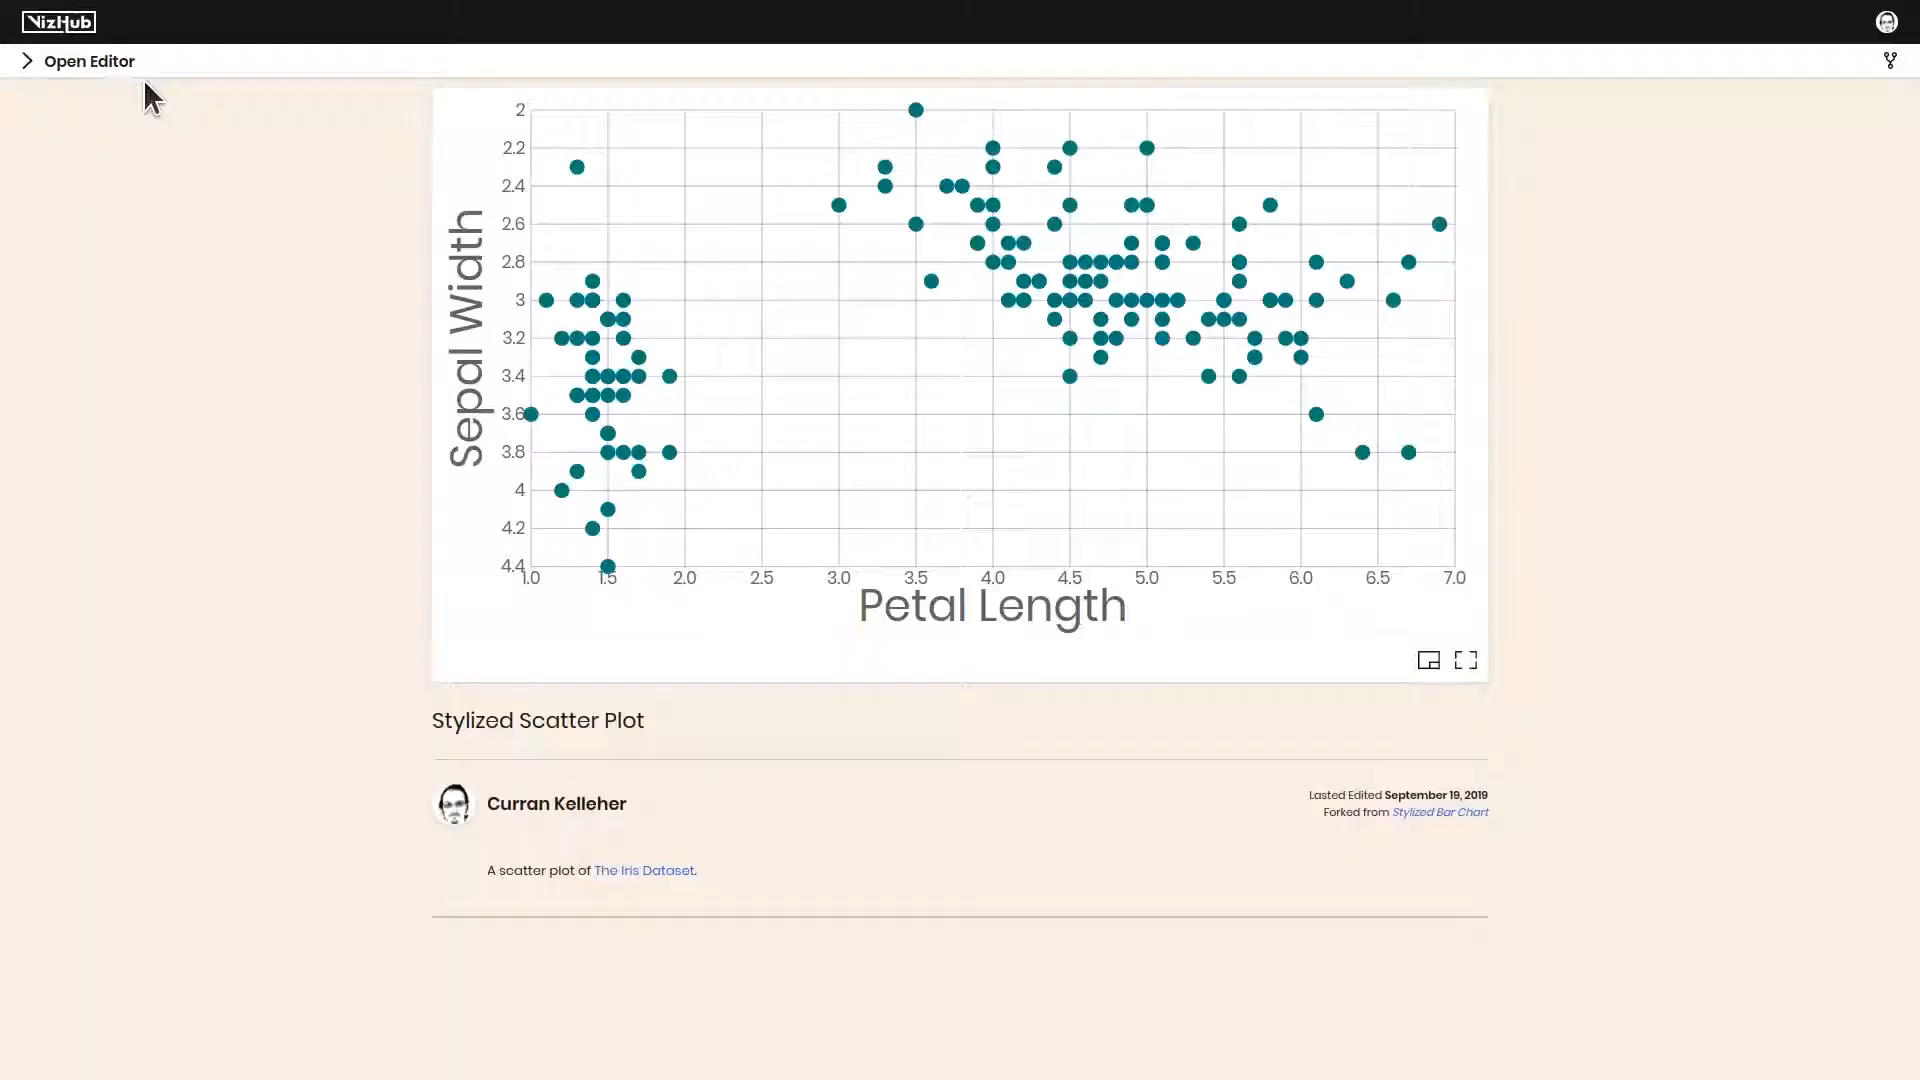 VizHub
Open Editor
Sepal Width
2
2.2
2.4
2.6
2.8
3
3.2
3.4
3.6
3.8
4
4.2
4.4
1.0 1.5 2.0 2.5 3.0 3.5 4.0 4.5 5.0 5.5 6.0 6.5 7.0
Petal Length
Stylized Scatter Plot
Curran Kelleher
Lasted Edited September 19, 2019
Forked from Stylized Bar Chart
A scatter plot of The Iris Dataset.